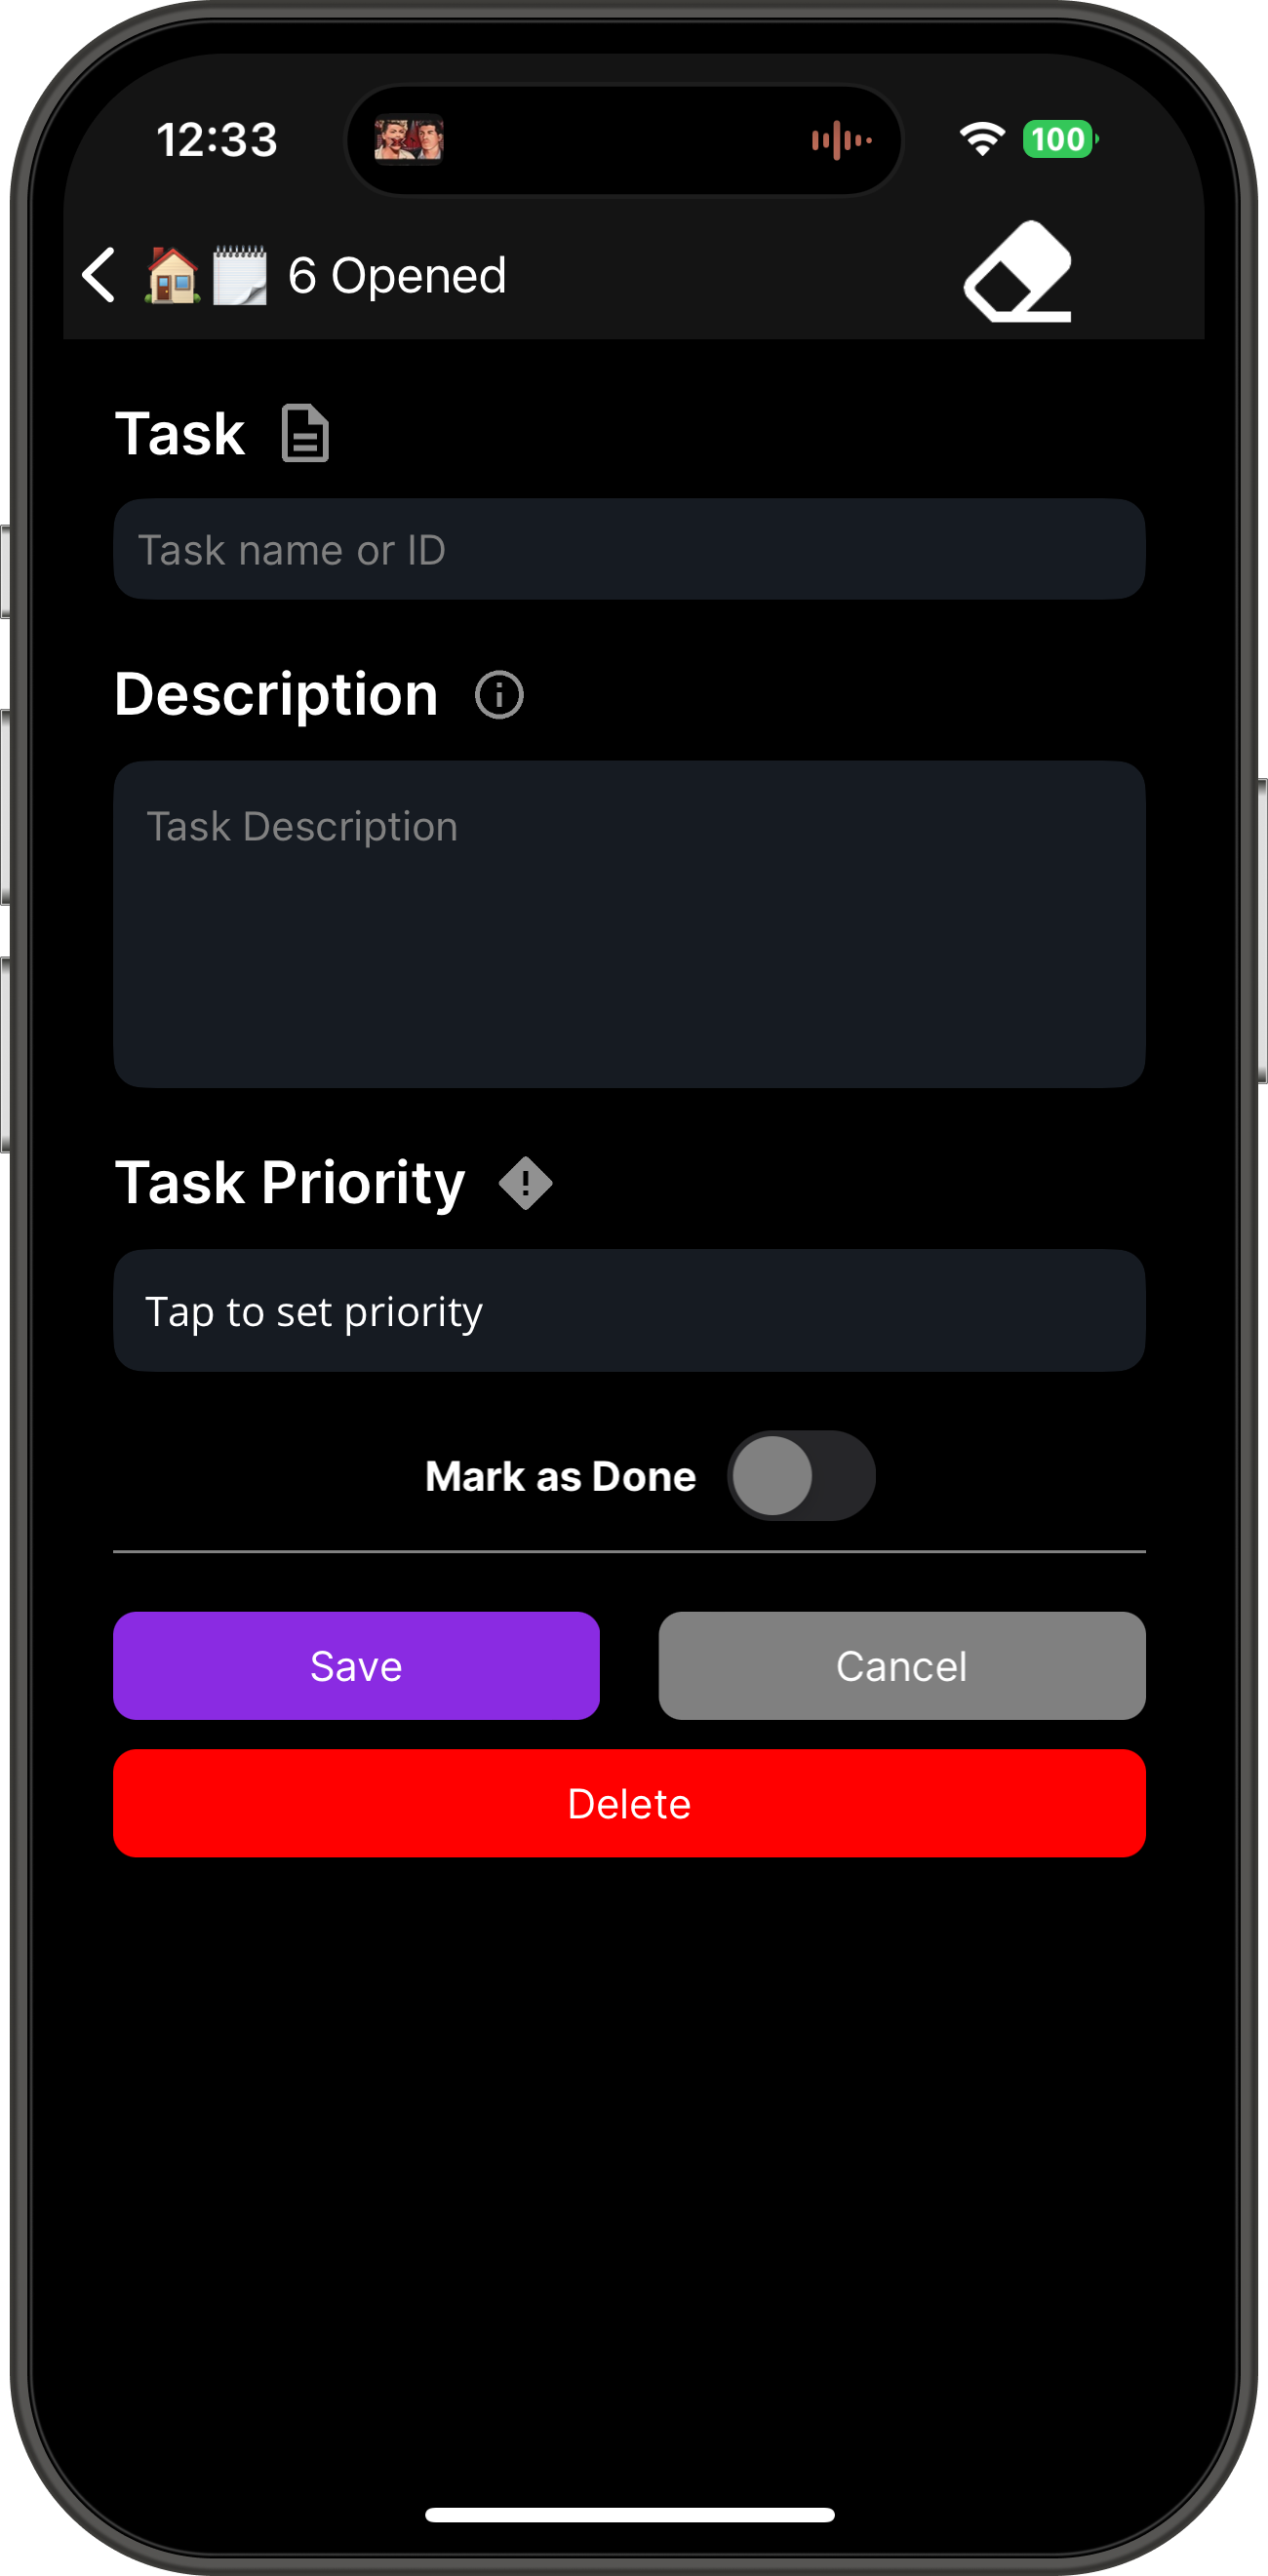 12:33
100
6 Opened
Task
Task name or ID
Description
Task Description
Task Priority
Tap to set priority
Mark as Done
Save
Cancel
Delete